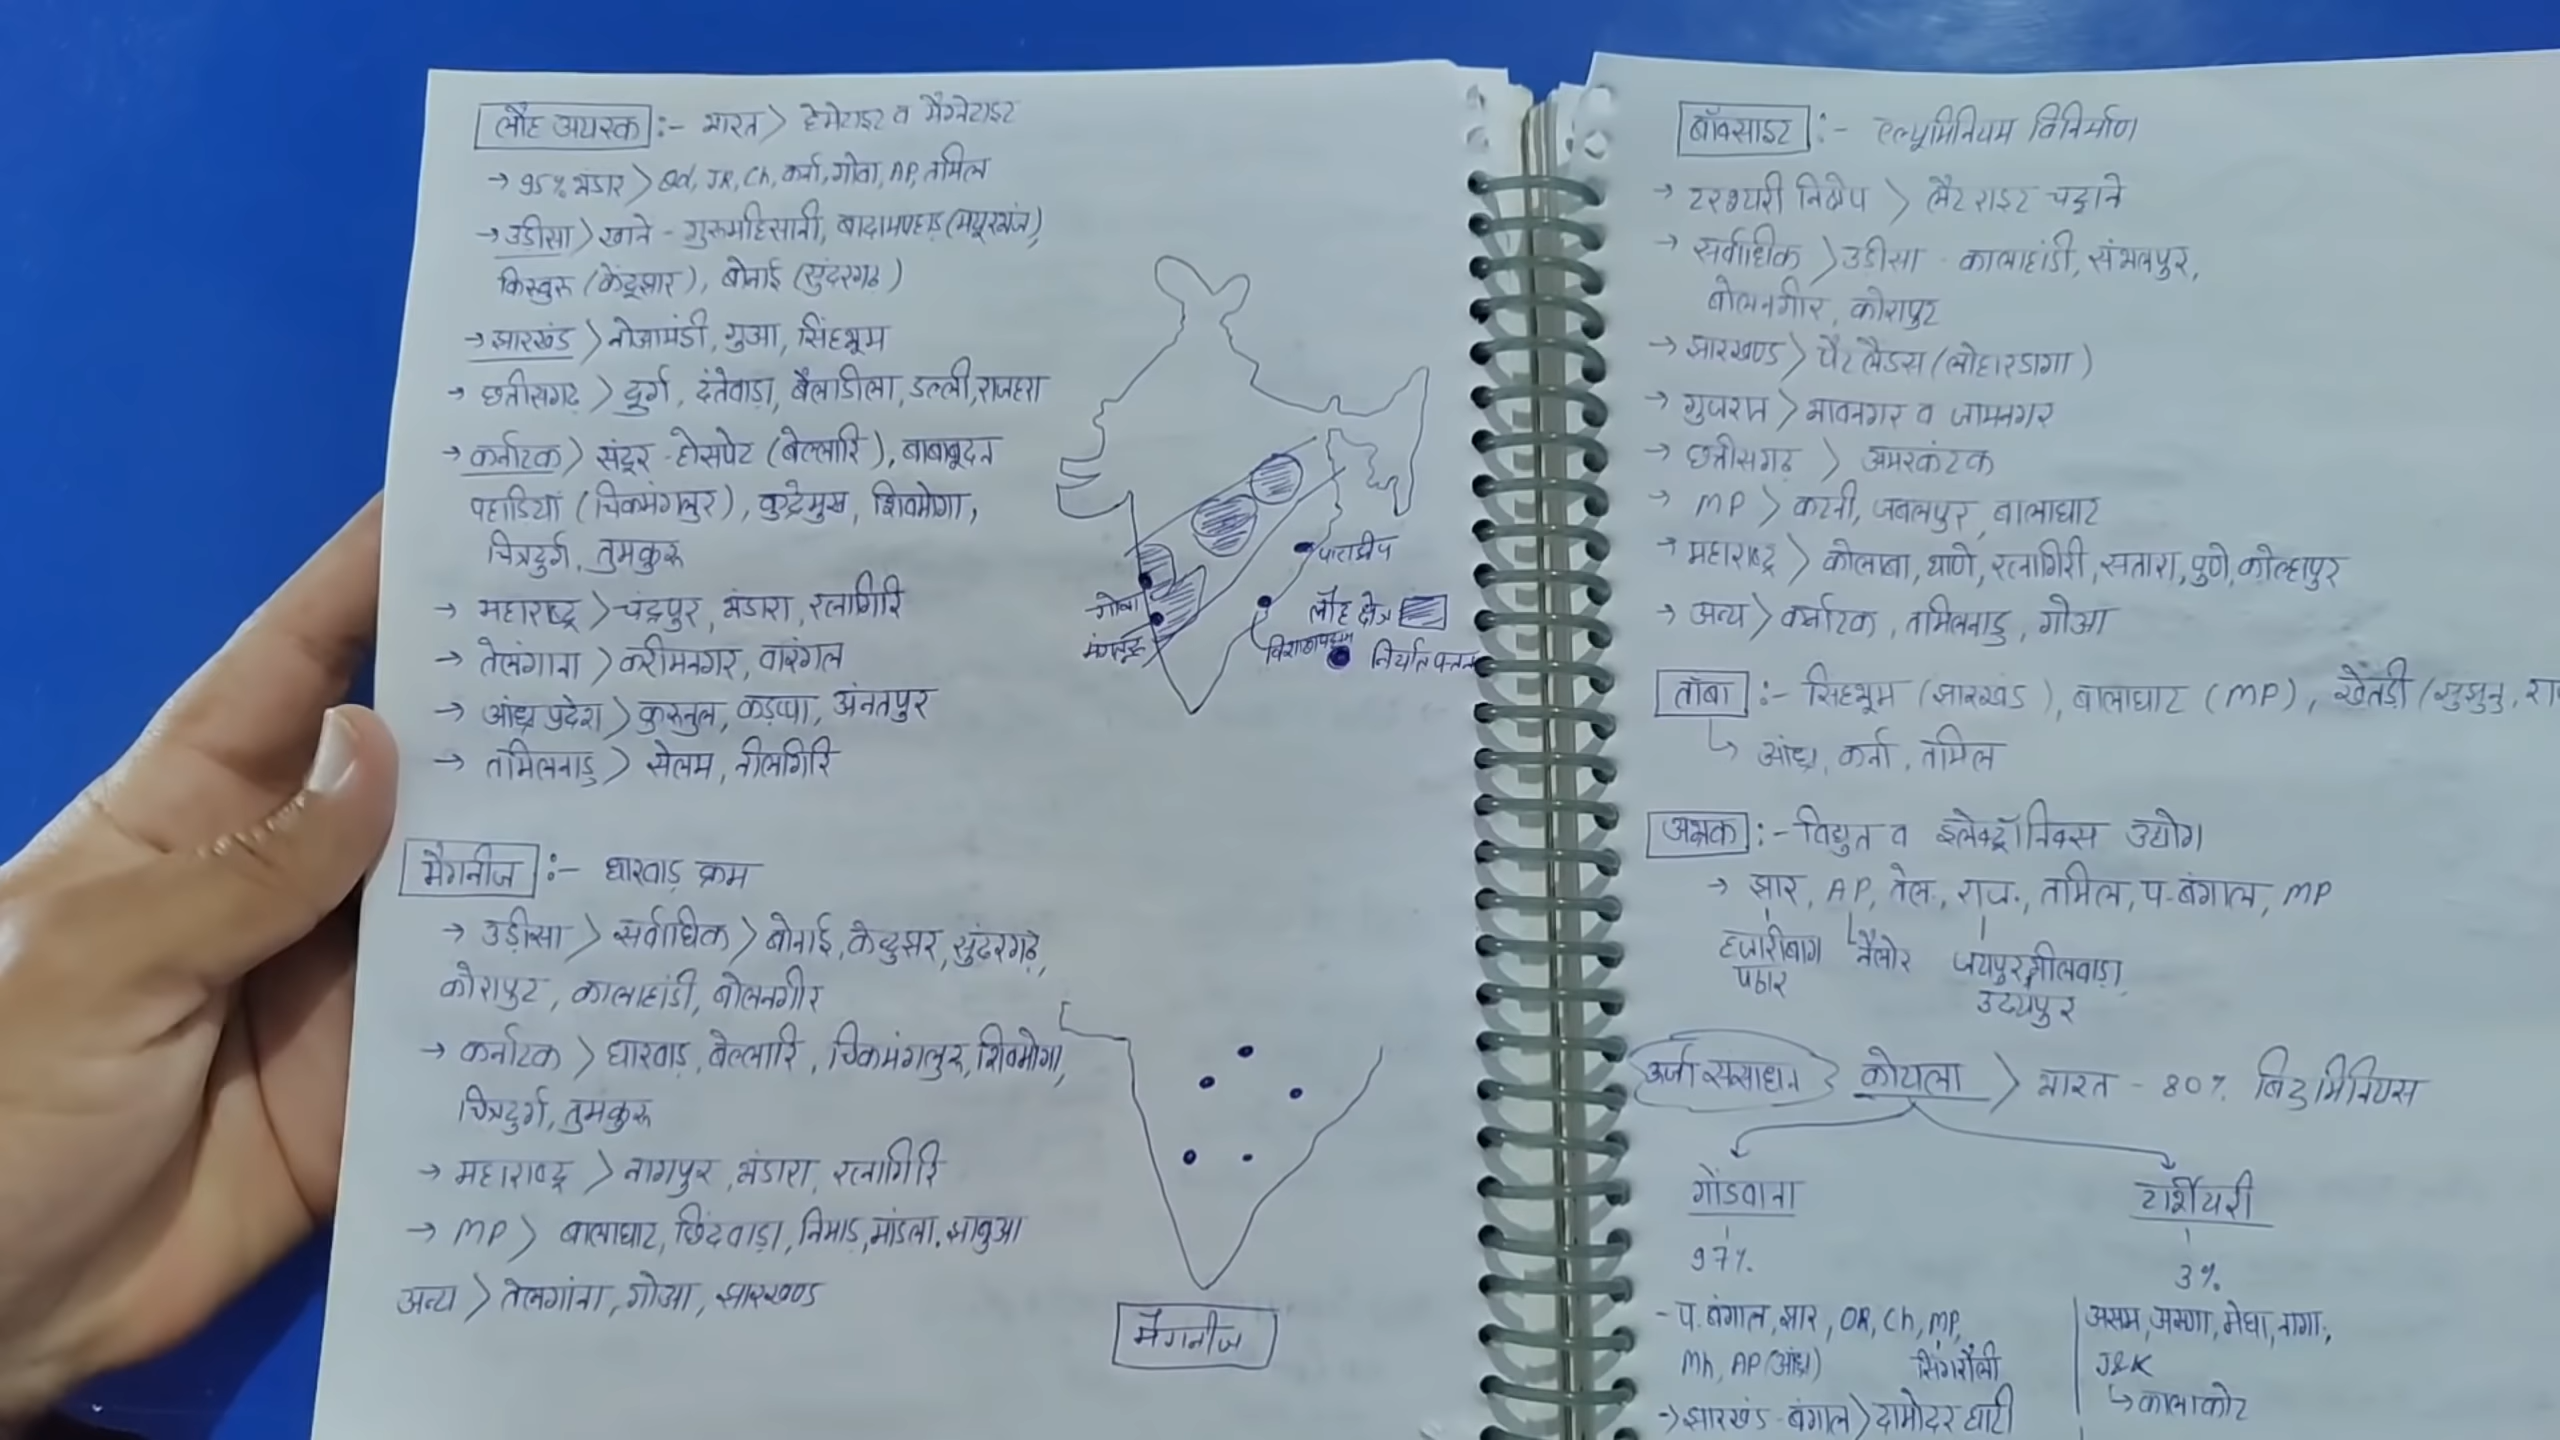 लौह अयस्क :- भारत > हेमेटाइट व मैग्नेटाइट
→ 95% भंडार > Od, JR, Ch, कर्ना, गोवा, AP, तमिल
→ उडीसा > खाने - गुरूमहिसानी, बादामपहाड़ (मयूरभंज),
किरुबुरू (केंदूझार), बोनाई (सुंदरगढ)
→ झारखंड > नोआमंडी, गुआ, सिंहभूम
→ छत्तीसगढ़ > दुर्ग, दंतेवाड़ा, बैलाडीला, डल्ली, राजहरा
→ कर्नाटक > संदूर - होसपेट (बेल्लारि), बाबाबूदन
पहाडियां (चिकमंगलुर), कुद्रेमुख, शिवमोगा,
चित्रदुर्ग, तुमकुरू
→ महाराष्ट्र > चंद्रपुर, भंडारा, रत्नागिरि
→ तेलंगाना > करीमनगर, वारंगल
→ आंध्र प्रदेश > कुरूनुल, कड़प्पा, अंनतपुर
→ तमिलनाडु > सेलम, नीलगिरि
पाराद्वीप
गोवा
मंगलूरू
विशाखापट्टनम
लौह क्षेत्र
निर्यात पत्तन
मैंगनीज :- धारवाड़ क्रम
→ उड़ीसा > सर्वाधिक > बोनाई, केन्दुझर, सुंदरगढ़,
कोरापुट, कालाहांडी, बोलनगीर
→ कर्नाटक > धारवाड़, बेल्लारि, चिकमंगलुरू, शिवमोगा,
चित्रदुर्ग, तुमकुरू
→ महाराष्ट्र > नागपुर, भंडारा, रत्नागिरि
→ MP > बालाघाट, छिंदवाड़ा, निमाड़, मांडला, झाबुआ
अन्य > तेलगांना, गोआ, झारखण्ड
मैंगनीज
बॉक्साइट :- एल्यूमिनियम विनिर्माण
→ टरश्यरी निक्षेप > लैटराइट चट्टाने
→ सर्वाधिक > उडीसा - कालाहांडी, संभलपुर,
बोलनगीर, कोरापुट
→ झारखण्ड > पैटलैंडस (लोहारडागा)
→ गुजरात > भावनगर व जामनगर
→ छत्तीसगढ़ > अमरकंटक
→ MP > कटनी, जबलपुर, बालाघाट
→ महाराष्ट्र > कोलाबा, थाणे, रत्नागिरी, सतारा, पुणे, कोल्हापुर
→ अन्य > कर्नाटक, तमिलनाडु, गोआ
तांबा :- सिंहभूम (झारखंड), बालाघाट (MP), खेतड़ी (झुंझुनु, रा
↳ आंध्र, कर्ना, तमिल
अभ्रक :- विद्युत व इलेक्ट्रॉनिक्स उद्योग
→ झार, AP, तेल., राज., तमिल, प. बंगाल, MP
हजारीबाग नैलोर जयपुर, भीलवाड़ा,
पठार उदयपुर
ऊर्जा संसाधन > कोयला > भारत - 80% बिटुमिनियस
गोंडवाना टर्शियरी
97% 3%
- प. बंगाल, झार, OR, Ch, MP,
Mh, AP (आंध्र) सिंगरौली
असम, अरूणा, मेघा, नागा,
J&K
↳ कालाकोट
→ झारखंड - बंगाल > दामोदर घाटी